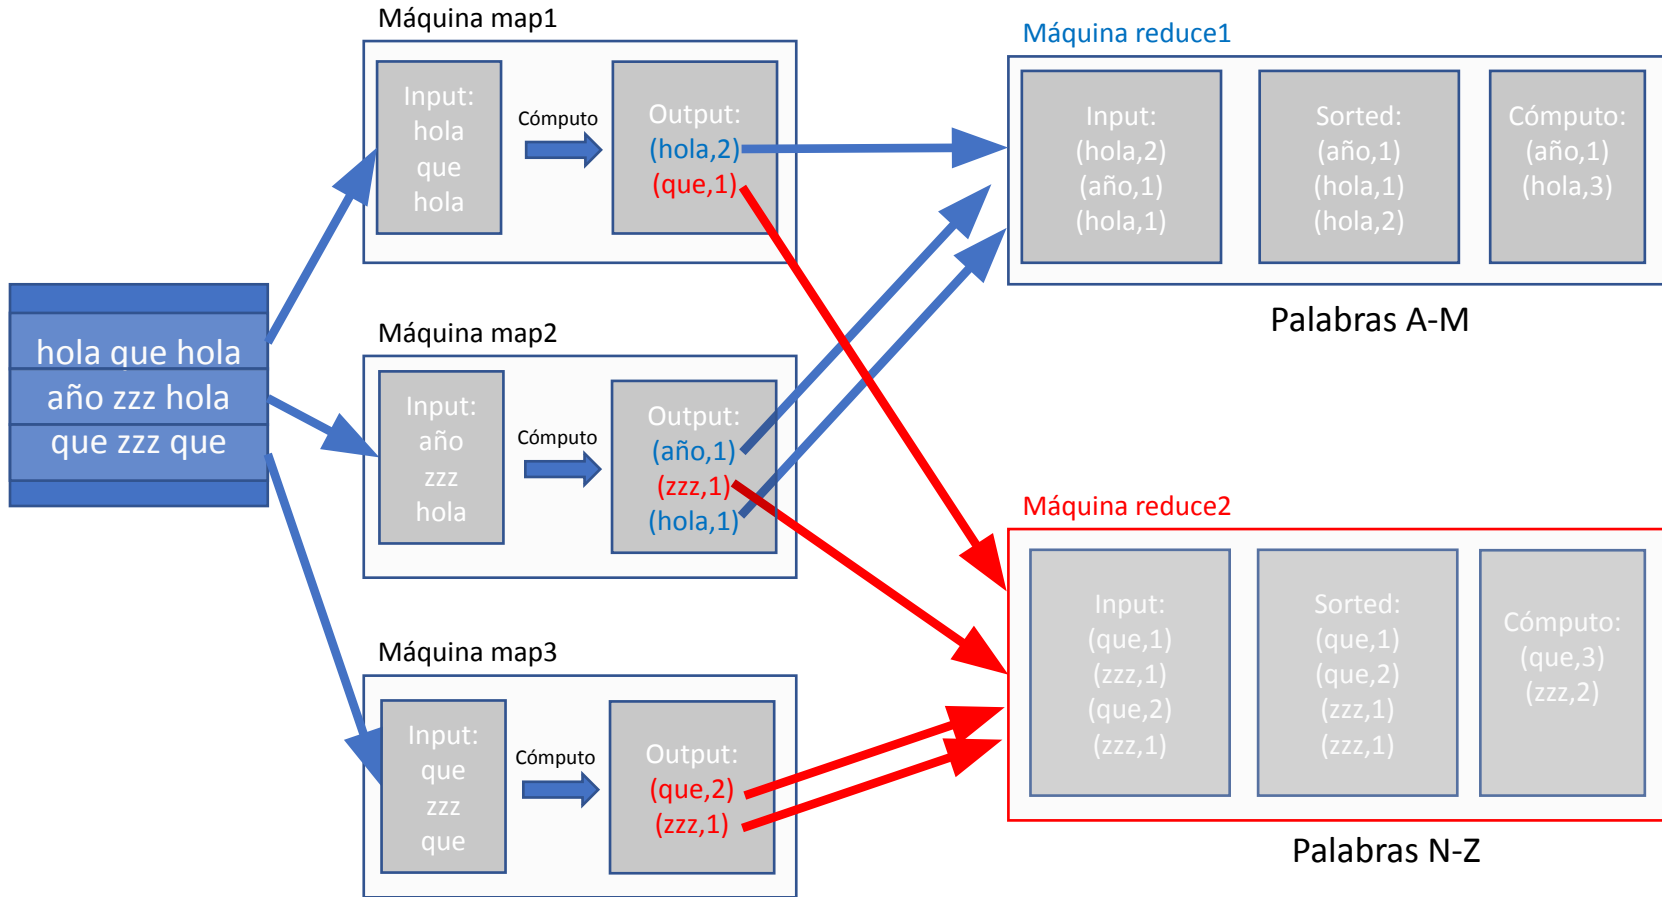 hola que hola
año zzz hola
que zzz que
Máquina map1
Input:
hola
que
hola
Cómputo
Output:
(hola,2)
(que,1)
Máquina map2
Input:
año
zzz
hola
Cómputo
Output:
(año,1)
(zzz,1)
(hola,1)
Máquina map3
Input:
que
zzz
que
Cómputo
Output:
(que,2)
(zzz,1)
Máquina reduce1
Input:
(hola,2)
(año,1)
(hola,1)
Sorted:
(año,1)
(hola,1)
(hola,2)
Cómputo:
(año,1)
(hola,3)
Palabras A-M
Máquina reduce2
Input:
(que,1)
(zzz,1)
(que,2)
(zzz,1)
Sorted:
(que,1)
(que,2)
(zzz,1)
(zzz,1)
Cómputo:
(que,3)
(zzz,2)
Palabras N-Z